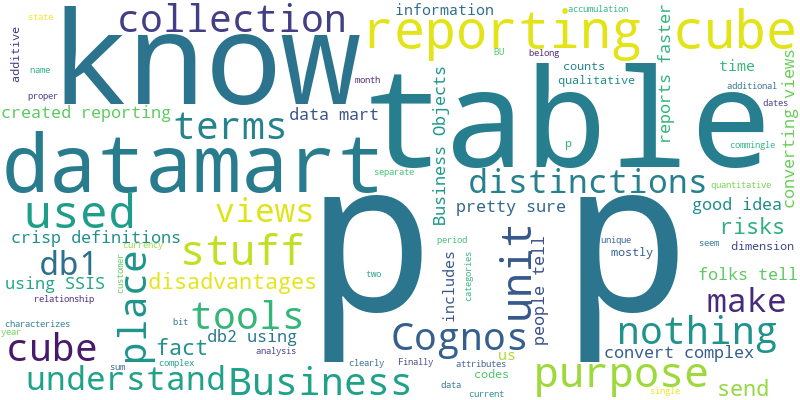 state
additive
name
proper
know
collection
information
accumulation
reporting
cube
BU
belong
time
counts
qualitative
additional
dates
month
created reporting
terms
data mart
table
Business Objects
reports faster
converting views
commingle
p
datamart
separate
distinctions
quantitative
used
views
pretty sure
good idea
risks
crisp definitions
currency
stuff
p
p
period
unique
mostly
seem
dimension
db1
place
customer
disadvantages
two
includes
categories
unit
people tell
folks tell
using SSIS
relationship
tools
make
characterizes
year
bit
db2 using
Cognos
nothing
cube
fact
analysis
complex
sum
clearly
Finally
us
convert complex
understand
Business
attributes
codes
data
current
purpose
single
send